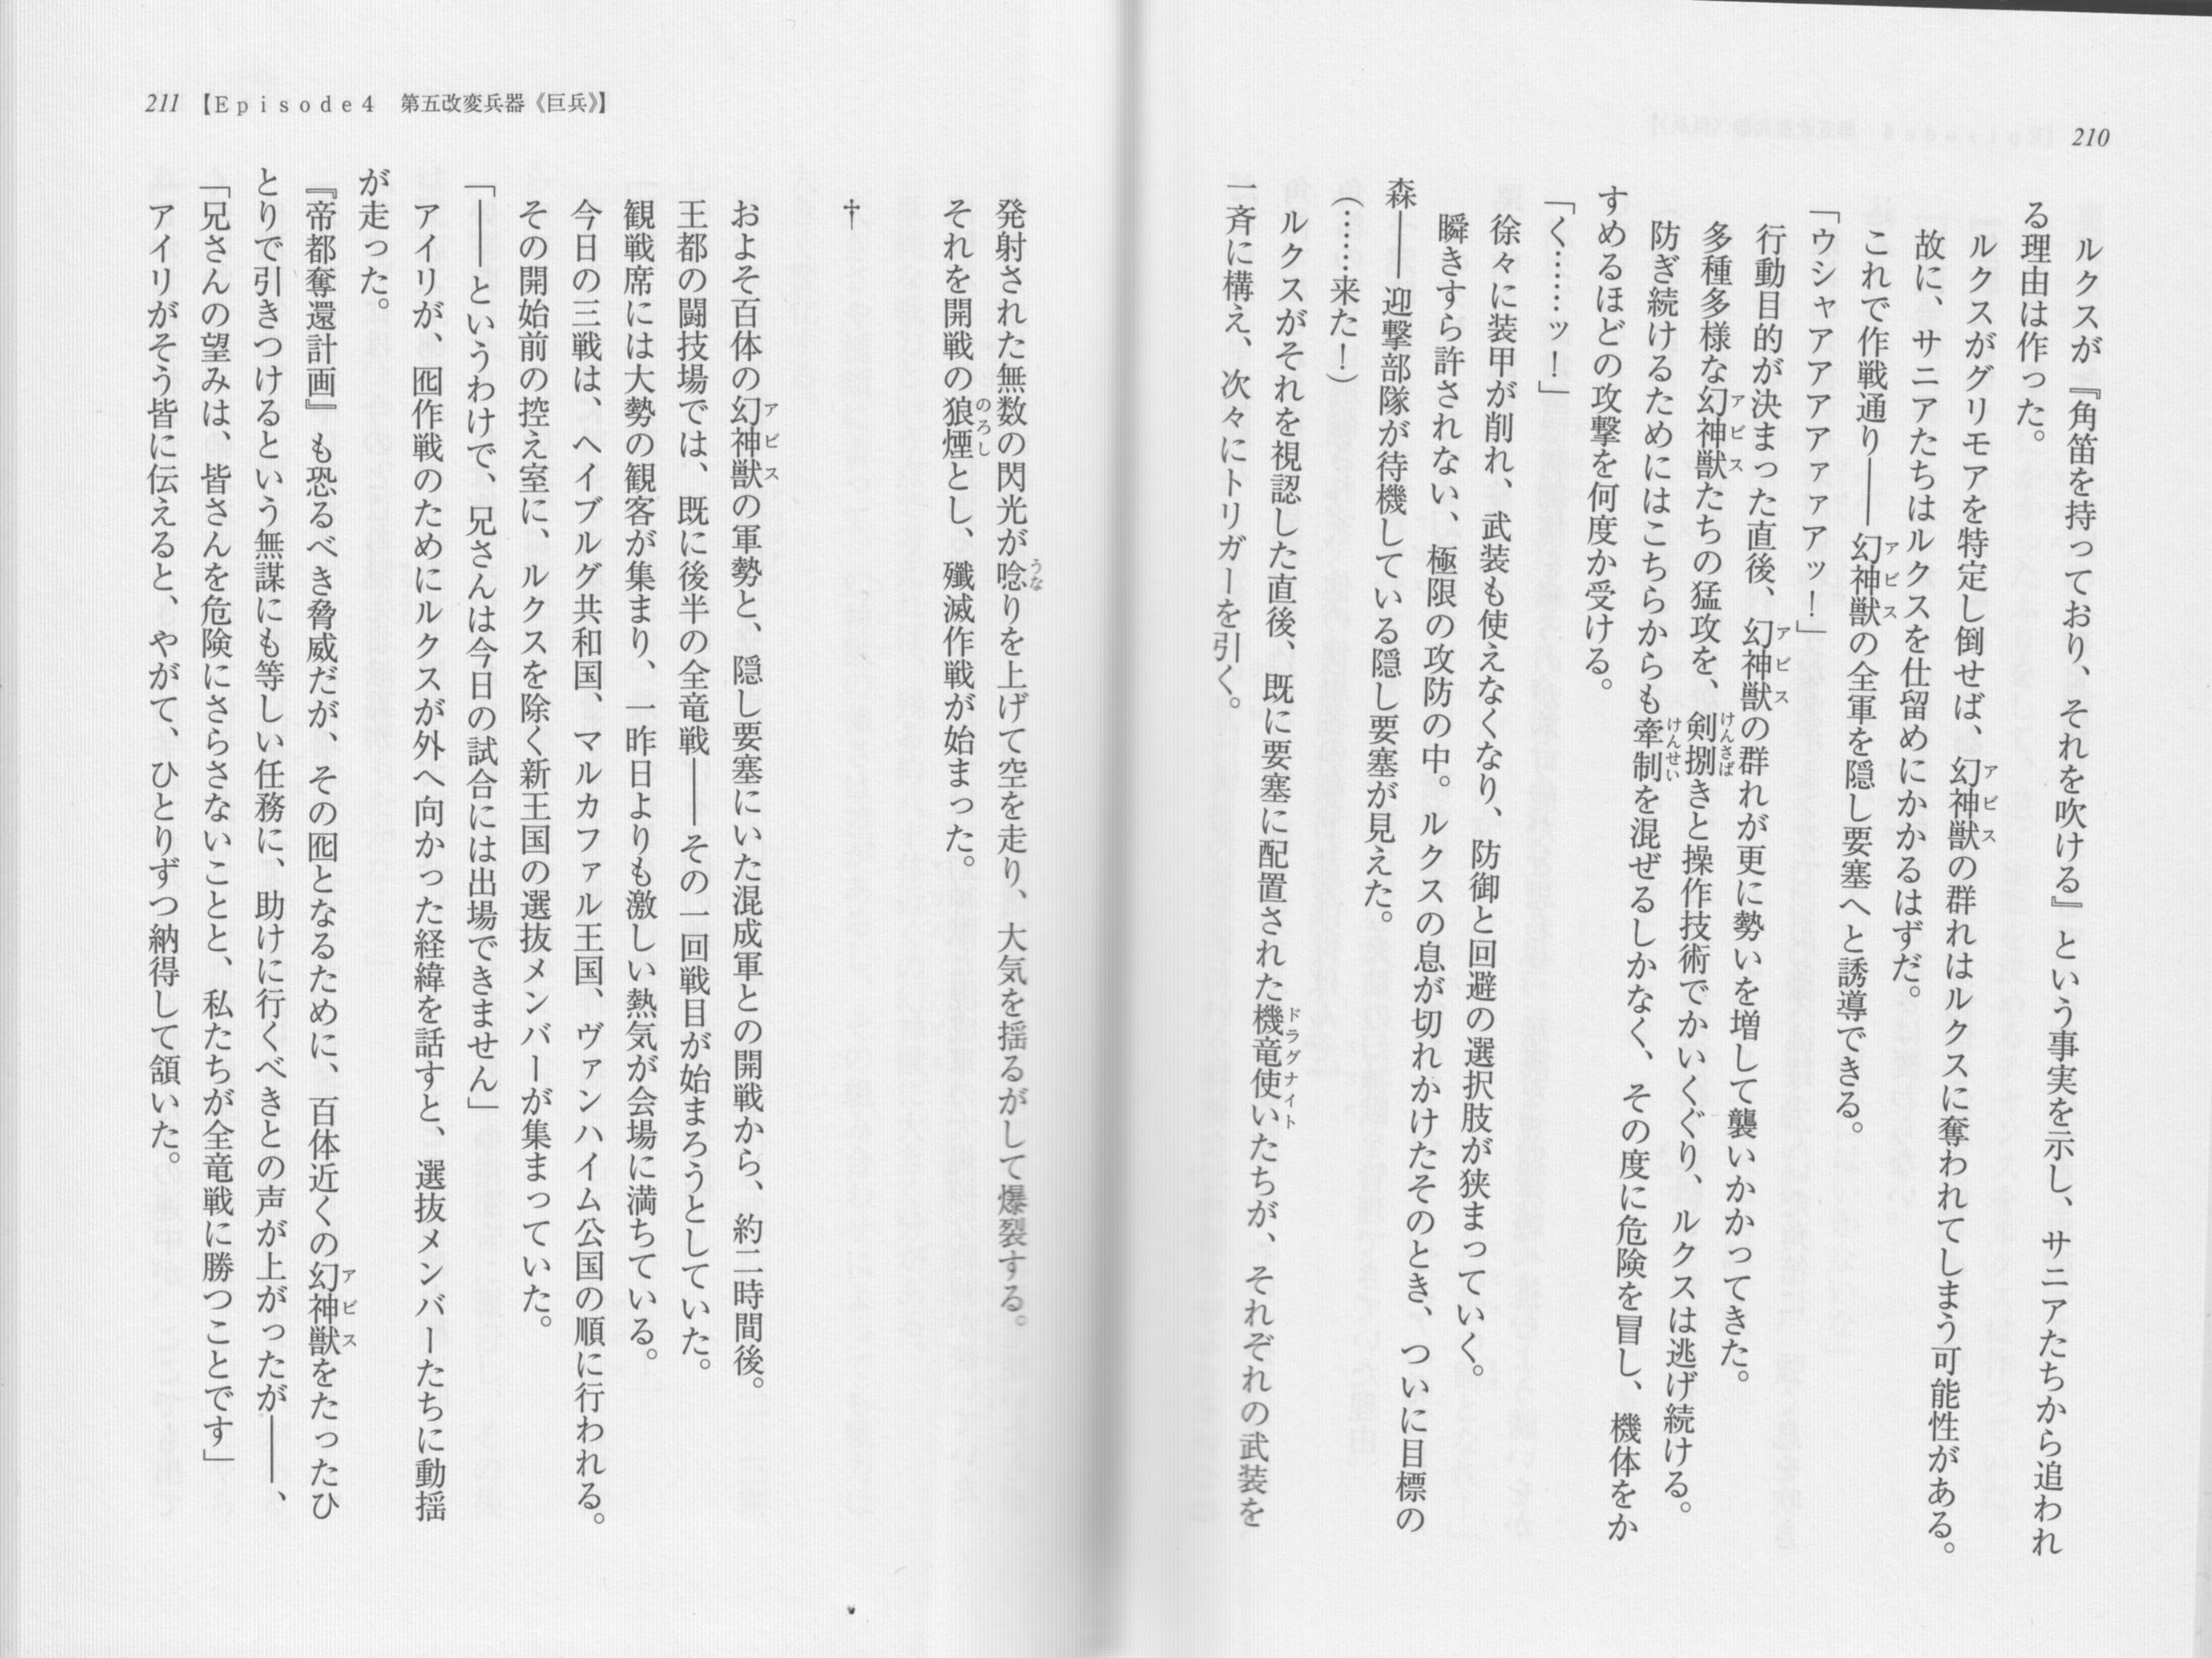 210
ルクスが『角笛を持っており、それを吹ける』という事実を示し、サニアたちから追われ
る理由は作った。
ルクスがグリモアを特定し倒せば、幻神獣の群れはルクスに奪われてしまう可能性がある。
アビス
故に、サニアたちはルクスを仕留めにかかるはずだ。
これで作戦通り――幻神獣の全軍を隠し要塞へと誘導できる。
アビス
「ウシャアアアアアァァアッ！」
行動目的が決まった直後、幻神獣の群れが更に勢いを増して襲いかかってきた。
アビス
多種多様な幻神獣たちの猛攻を、剣捌きと操作技術でかいくぐり、ルクスは逃げ続ける。
アビス
けんさば
防ぎ続けるためにはこちらからも牽制を混ぜるしかなく、その度に危険を冒し、機体をか
けんせい
すめるほどの攻撃を何度か受ける。
「く……ッ！」
徐々に装甲が削れ、武装も使えなくなり、防御と回避の選択肢が狭まっていく。
瞬きすら許されない、極限の攻防の中。ルクスの息が切れかけたそのとき、ついに目標の
森――迎撃部隊が待機している隠し要塞が見えた。
（……来た！）
ルクスがそれを視認した直後、既に要塞に配置された機竜使いたちが、それぞれの武装を
ドラグナイト
一斉に構え、次々にトリガーを引く。
211 【Episode4 第五改変兵器《巨兵》】
発射された無数の閃光が唸りを上げて空を走り、大気を揺るがして爆裂する。
うな
それを開戦の狼煙とし、殲滅作戦が始まった。
のろし
†
およそ百体の幻神獣の軍勢と、隠し要塞にいた混成軍との開戦から、約二時間後。
アビス
王都の闘技場では、既に後半の全竜戦――その一回戦目が始まろうとしていた。
観戦席には大勢の観客が集まり、一昨日よりも激しい熱気が会場に満ちている。
今日の三戦は、ヘイブルグ共和国、マルカファル王国、ヴァンハイム公国の順に行われる。
その開始前の控え室に、ルクスを除く新王国の選抜メンバーが集まっていた。
「――というわけで、兄さんは今日の試合には出場できません」
アイリが、囮作戦のためにルクスが外へ向かった経緯を話すと、選抜メンバーたちに動揺
が走った。
『帝都奪還計画』も恐るべき脅威だが、その囮となるために、百体近くの幻神獣をたったひ
アビス
とりで引きつけるという無謀にも等しい任務に、助けに行くべきとの声が上がったが――、
「兄さんの望みは、皆さんを危険にさらさないことと、私たちが全竜戦に勝つことです」
アイリがそう皆に伝えると、やがて、ひとりずつ納得して頷いた。